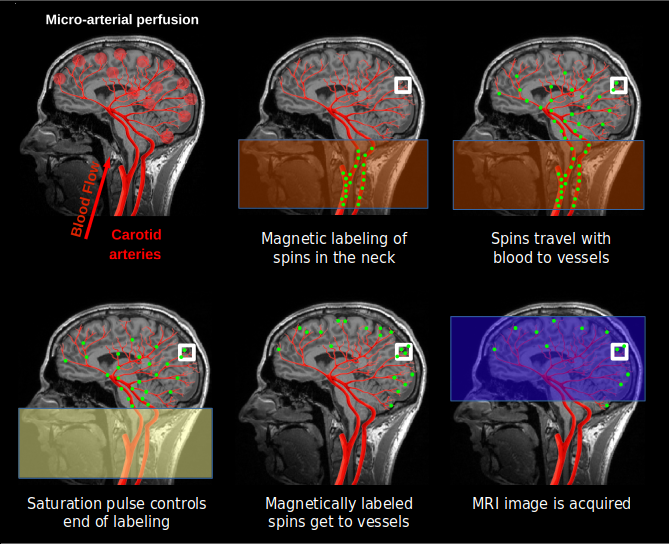 Micro-arterial perfusion
Blood Flow
Carotid
arteries
Magnetic labeling of
spins in the neck
Spins travel with
blood to vessels
Saturation pulse controls
end of labeling
Magnetically labeled
spins get to vessels
MRI image is acquired